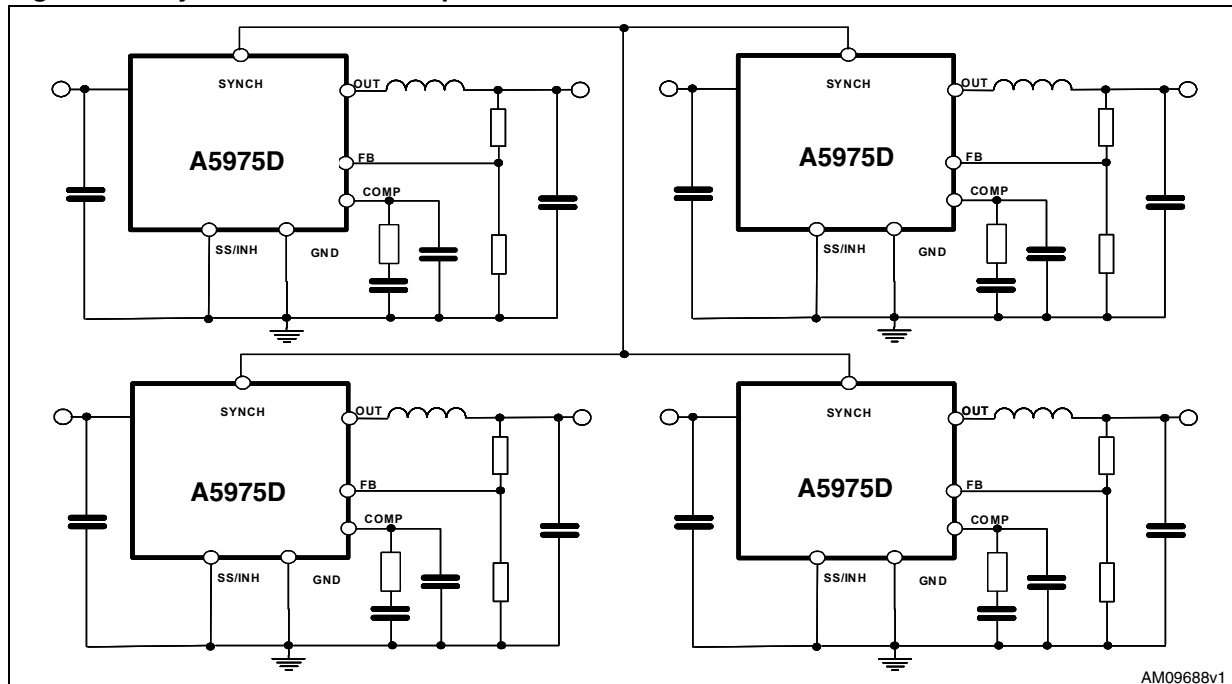 SYNCH
OUT
A5975D
FB
COMP
SS/INH
GND
SYNCH
OUT
A5975D
FB
COMP
SS/INH
GND
SYNCH
OUT
A5975D
FB
COMP
SS/INH
GND
SYNCH
OUT
A5975D
FB
COMP
SS/INH
GND
AM09688v1